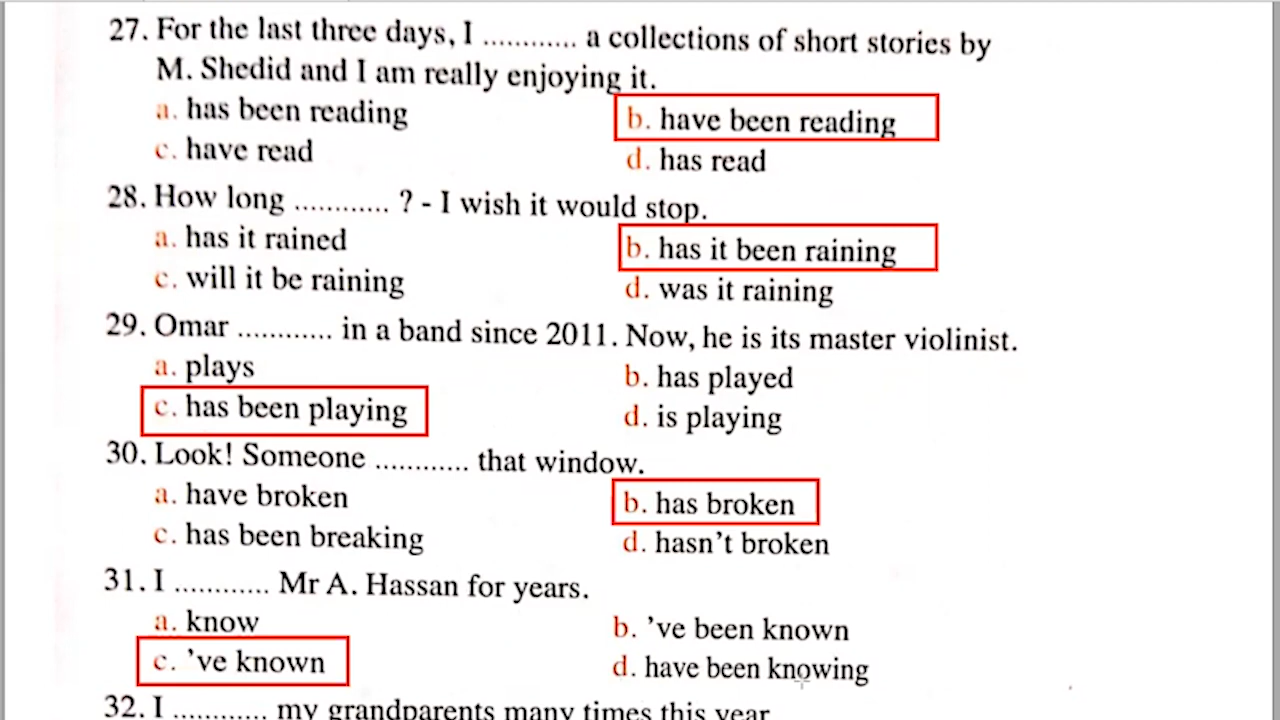 27. For the last three days, I ............ a collections of short stories by
M. Shedid and I am really enjoying it.
a. has been reading b. have been reading
c. have read d. has read
28. How long ............ ? - I wish it would stop.
a. has it rained b. has it been raining
c. will it be raining d. was it raining
29. Omar ............ in a band since 2011. Now, he is its master violinist.
a. plays b. has played
c. has been playing d. is playing
30. Look! Someone ............ that window.
a. have broken b. has broken
c. has been breaking d. hasn't broken
31. I ............ Mr A. Hassan for years.
a. know b. 've been known
c. 've known d. have been knowing
32. I ............ my grandparents many times this year